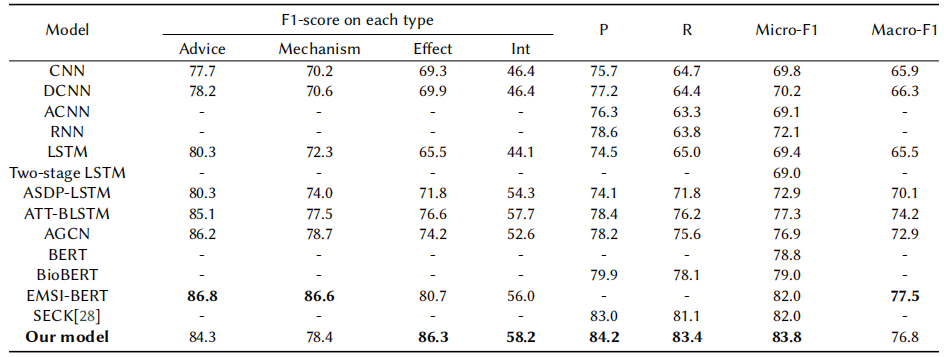 Model F1-score on each type P R Micro-F1 Macro-F1
Advice Mechanism Effect Int
CNN 77.7 70.2 69.3 46.4 75.7 64.7 69.8 65.9
DCNN 78.2 70.6 69.9 46.4 77.2 64.4 70.2 66.3
ACNN - - - - 76.3 63.3 69.1 -
RNN - - - - 78.6 63.8 72.1 -
LSTM 80.3 72.3 65.5 44.1 74.5 65.0 69.4 65.5
Two-stage LSTM - - - - - - 69.0 -
ASDP-LSTM 80.3 74.0 71.8 54.3 74.1 71.8 72.9 70.1
ATT-BLSTM 85.1 77.5 76.6 57.7 78.4 76.2 77.3 74.2
AGCN 86.2 78.7 74.2 52.6 78.2 75.6 76.9 72.9
BERT - - - - - - 78.8 -
BioBERT - - - - 79.9 78.1 79.0 -
EMSI-BERT 86.8 86.6 80.7 56.0 - - 82.0 77.5
SECK[28] - - - - 83.0 81.1 82.0 -
Our model 84.3 78.4 86.3 58.2 84.2 83.4 83.8 76.8